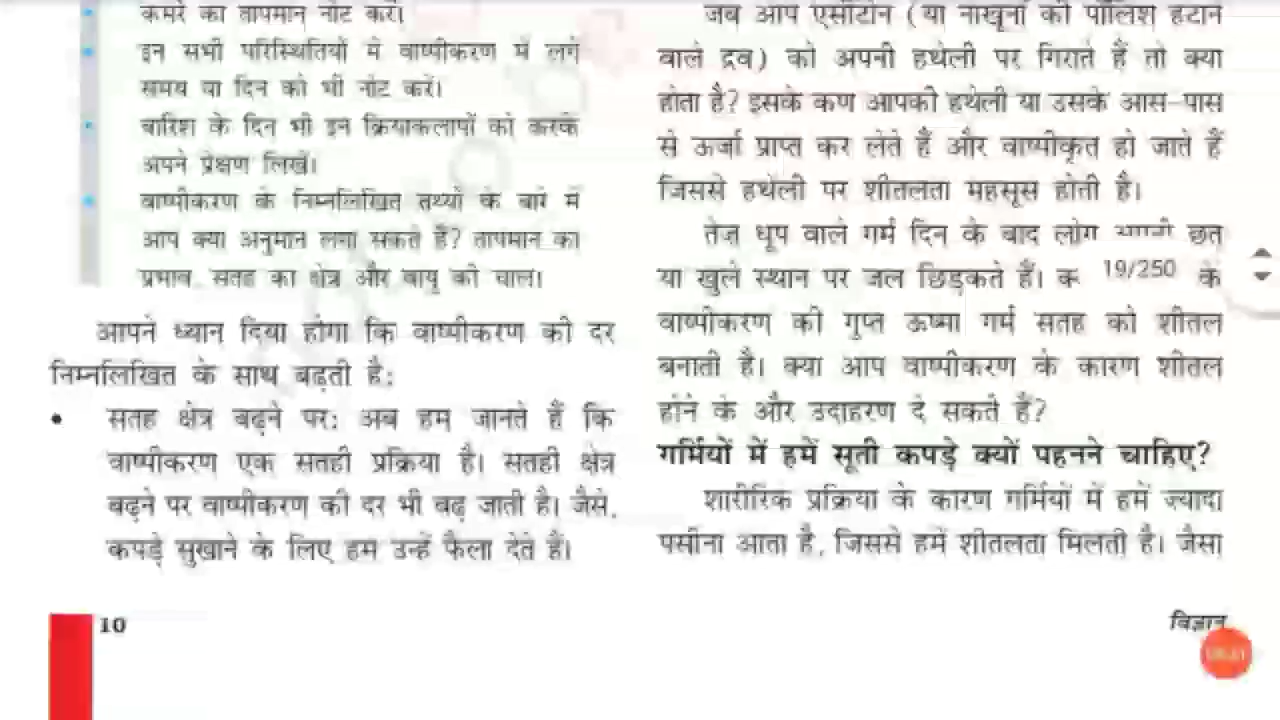 कमरे का तापमान नोट करें।
इन सभी परिस्थितियों में वाष्पीकरण में लगे
समय या दिन को भी नोट करें।
बारिश के दिन भी इन क्रियाकलापों को करके
अपने प्रेक्षण लिखें।
वाष्पीकरण के निम्नलिखित तथ्यों के बारे में
आप क्या अनुमान लगा सकते हैं? तापमान का
प्रभाव, सतह का क्षेत्र और वायु की चाल।
आपने ध्यान दिया होगा कि वाष्पीकरण की दर
निम्नलिखित के साथ बढ़ती है:
• सतह क्षेत्र बढ़ने पर: अब हम जानते हैं कि
वाष्पीकरण एक सतही प्रक्रिया है। सतही क्षेत्र
बढ़ने पर वाष्पीकरण की दर भी बढ़ जाती है। जैसे,
कपड़े सुखाने के लिए हम उन्हें फैला देते हैं।
जब आप एसीटोन (या नाखूनों की पॉलिश हटाने
वाले द्रव) को अपनी हथेली पर गिराते हैं तो क्या
होता है? इसके कण आपकी हथेली या उसके आस-पास
से ऊर्जा प्राप्त कर लेते हैं और वाष्पीकृत हो जाते हैं
जिससे हथेली पर शीतलता महसूस होती है।
तेज़ धूप वाले गर्म दिन के बाद लोग अपनी छत
या खुले स्थान पर जल छिड़कते हैं। के
19/250
वाष्पीकरण की गुप्त ऊष्मा गर्म सतह को शीतल
बनाती है। क्या आप वाष्पीकरण के कारण शीतल
होने के और उदाहरण दे सकते हैं?
गर्मियों में हमें सूती कपड़े क्यों पहनने चाहिए?
शारीरिक प्रक्रिया के कारण गर्मियों में हमें ज्यादा
पसीना आता है, जिससे हमें शीतलता मिलती है। जैसा
10
विज्ञान